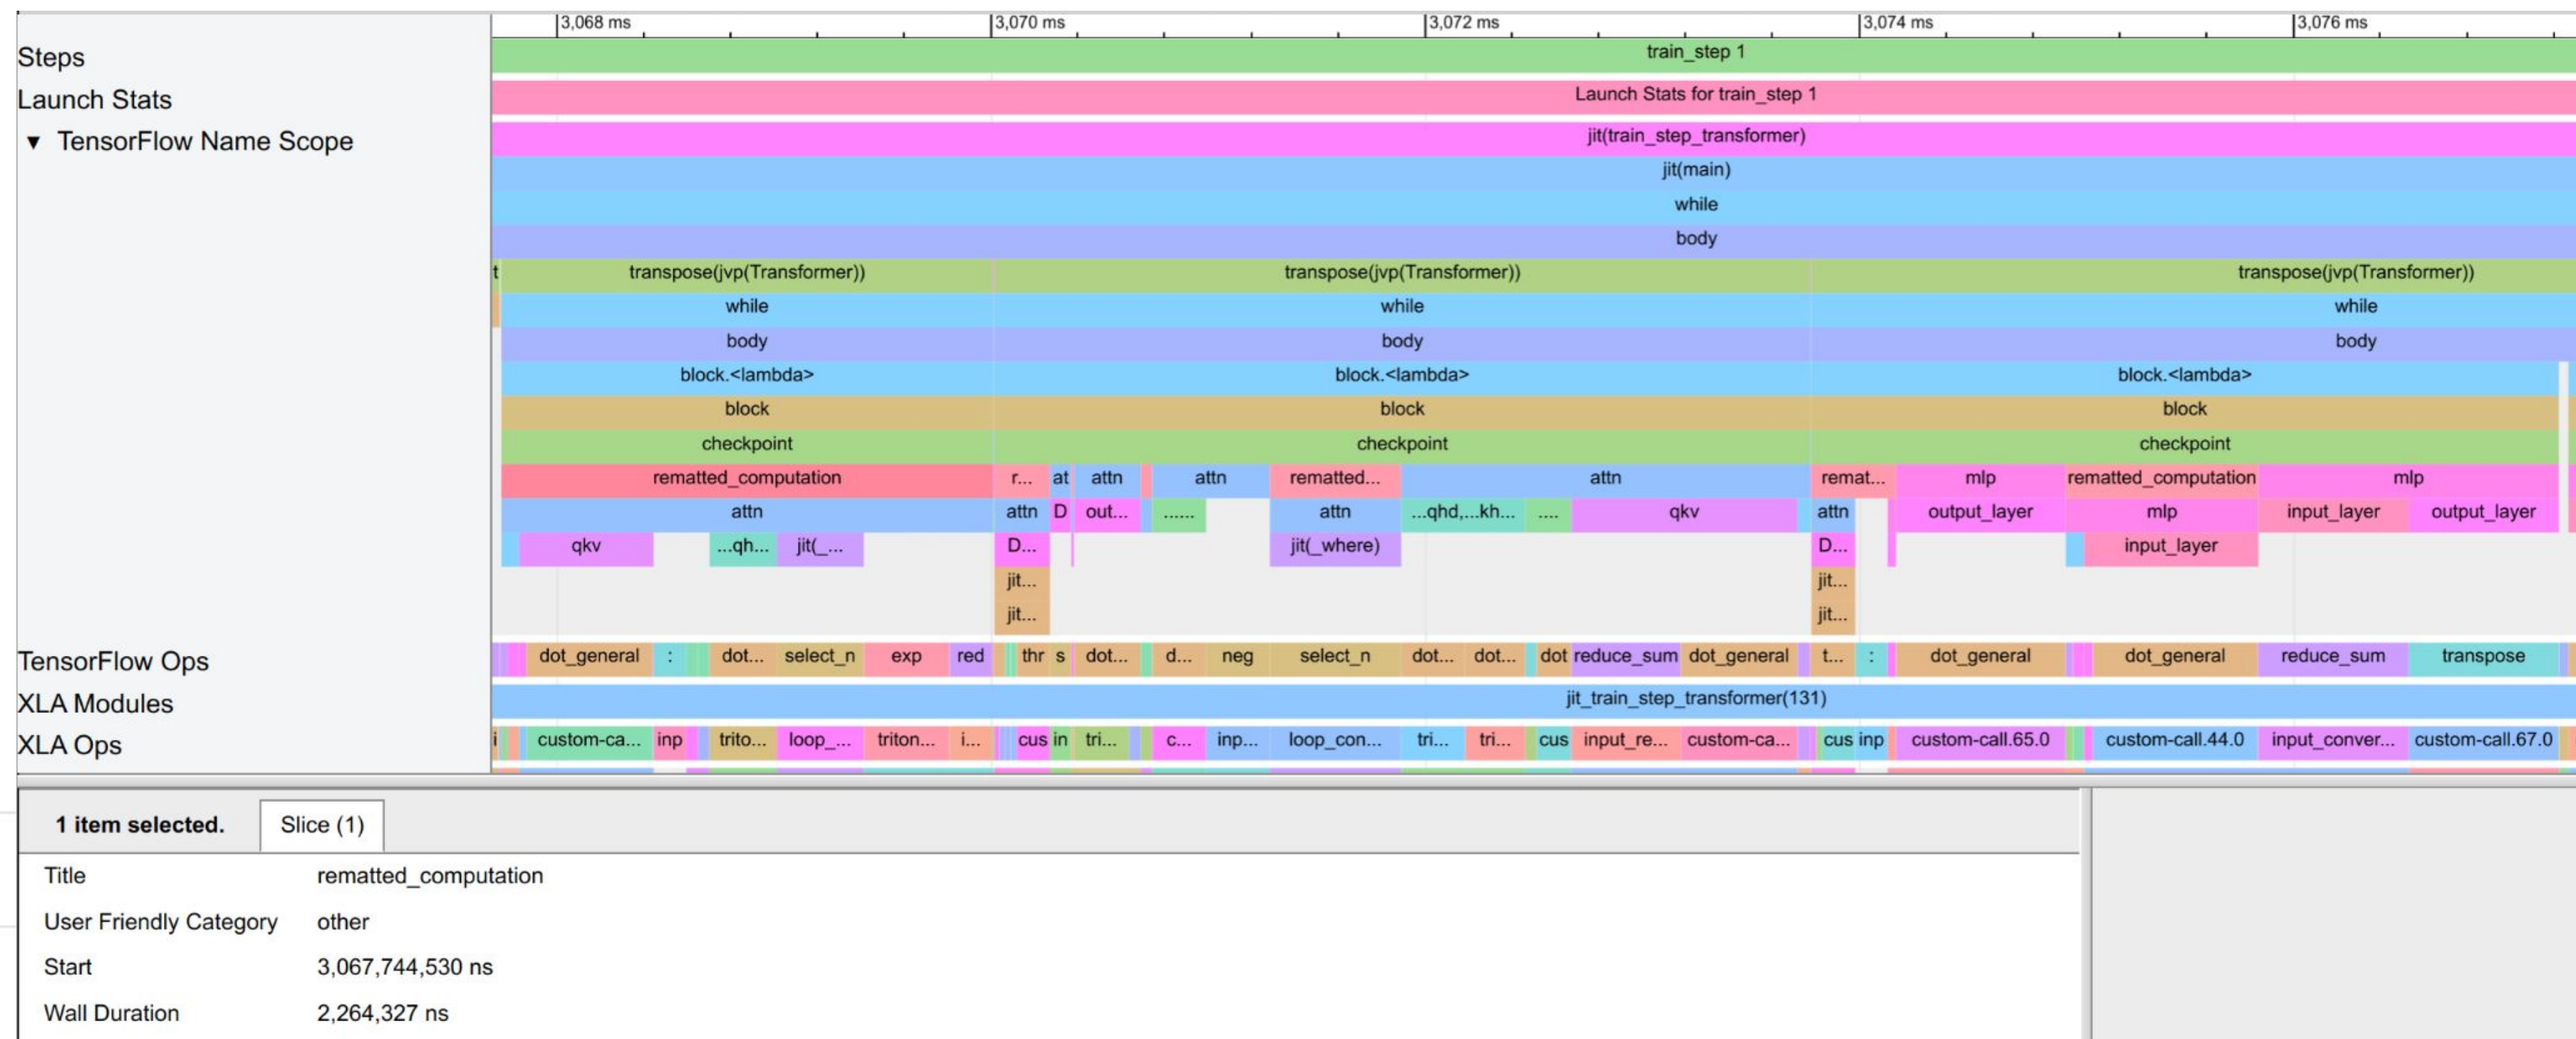 3,068 ms 3,070 ms 3,072 ms 3,074 ms 3,076 ms
Steps train_step 1
Launch Stats Launch Stats for train_step 1
▼ TensorFlow Name Scope jit(train_step_transformer)
jit(main)
while
body
t transpose(jvp(Transformer)) transpose(jvp(Transformer)) transpose(jvp(Transformer))
while while while
body body body
block.<lambda> block.<lambda> block.<lambda>
block block block
checkpoint checkpoint checkpoint
rematted_computation r... at attn attn rematted... attn remat... mlp rematted_computation mlp
attn attn D out... ...... attn ...qhd,...kh... .... qkv attn output_layer mlp input_layer output_layer
qkv ...qh... jit(_... D... jit(_where) D... input_layer
jit... jit...
jit... jit...
TensorFlow Ops dot_general : dot... select_n exp red thr s dot... d... neg select_n dot... dot... dot reduce_sum dot_general t... : dot_general dot_general reduce_sum transpose
XLA Modules jit_train_step_transformer(131)
XLA Ops i custom-ca... inp trito... loop_... triton... i... cus in tri... c... inp... loop_con... tri... tri... cus input_re... custom-ca... cus inp custom-call.65.0 custom-call.44.0 input_conver... custom-call.67.0
1 item selected. Slice (1)
Title rematted_computation
User Friendly Category other
Start 3,067,744,530 ns
Wall Duration 2,264,327 ns